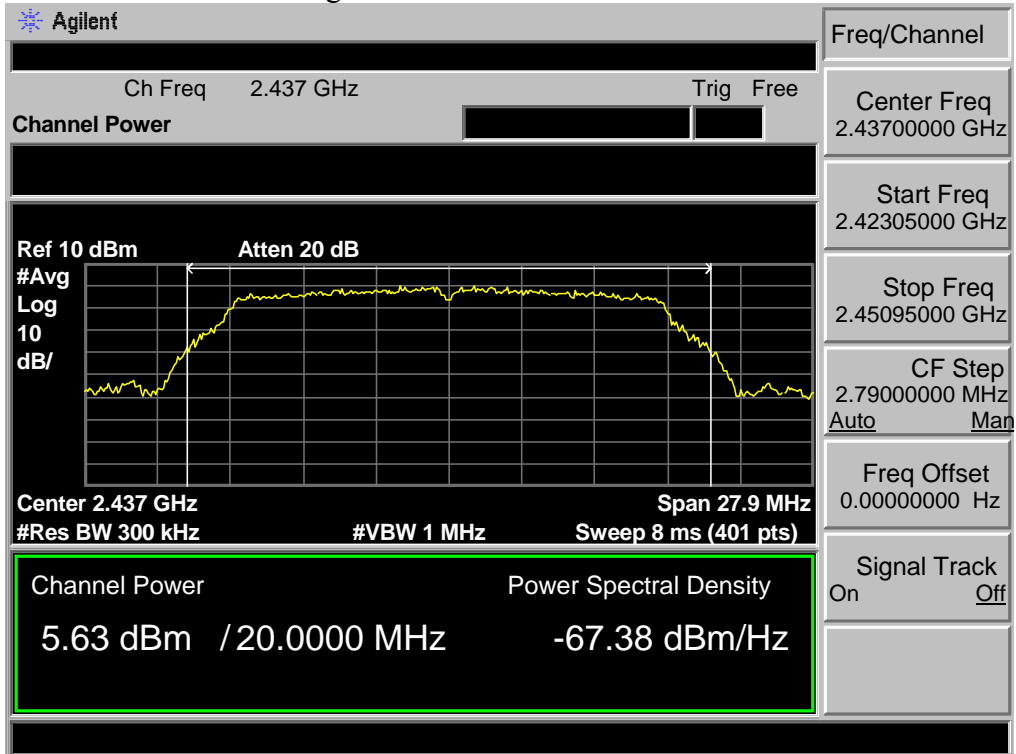 Agilent
Freq/Channel
Ch Freq 2.437 GHz Trig Free
Channel Power
Center Freq
2.43700000 GHz
Start Freq
2.42305000 GHz
Ref 10 dBm Atten 20 dB
#Avg
Log
10
dB/
Stop Freq
2.45095000 GHz
CF Step
2.79000000 MHz
Auto Man
Freq Offset
0.00000000 Hz
Center 2.437 GHz Span 27.9 MHz
#Res BW 300 kHz #VBW 1 MHz Sweep 8 ms (401 pts)
Signal Track
On Off
Channel Power Power Spectral Density
5.63 dBm / 20.0000 MHz -67.38 dBm/Hz